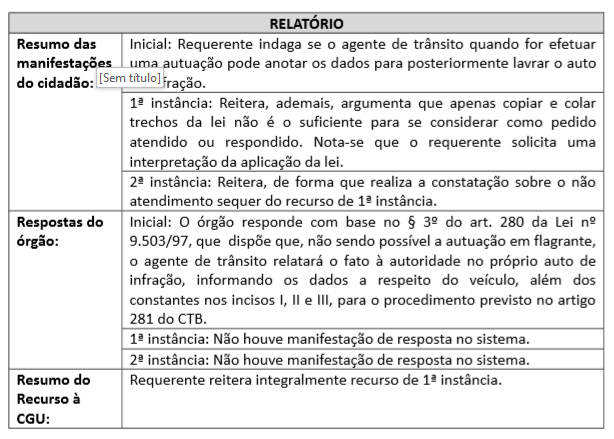 RELATÓRIO
Resumo das
manifestações
do cidadão:
[Sem título]
Inicial: Requerente indaga se o agente de trânsito quando for efetuar
uma autuação pode anotar os dados para posteriormente lavrar o auto
fração.
1ª instância: Reitera, ademais, argumenta que apenas copiar e colar
trechos da lei não é o suficiente para se considerar como pedido
atendido ou respondido. Nota-se que o requerente solicita uma
interpretação da aplicação da lei.
2ª instância: Reitera, de forma que realiza a constatação sobre o não
atendimento sequer do recurso de 1ª instância.
Respostas do
órgão:
Inicial: O órgão responde com base no § 3º do art. 280 da Lei nº
9.503/97, que dispõe que, não sendo possível a autuação em flagrante,
o agente de trânsito relatará o fato à autoridade no próprio auto de
infração, informando os dados a respeito do veículo, além dos
constantes nos incisos I, II e III, para o procedimento previsto no artigo
281 do CTB.
1ª instância: Não houve manifestação de resposta no sistema.
2ª instância: Não houve manifestação de resposta no sistema.
Resumo do
Recurso à
CGU:
Requerente reitera integralmente recurso de 1ª instância.